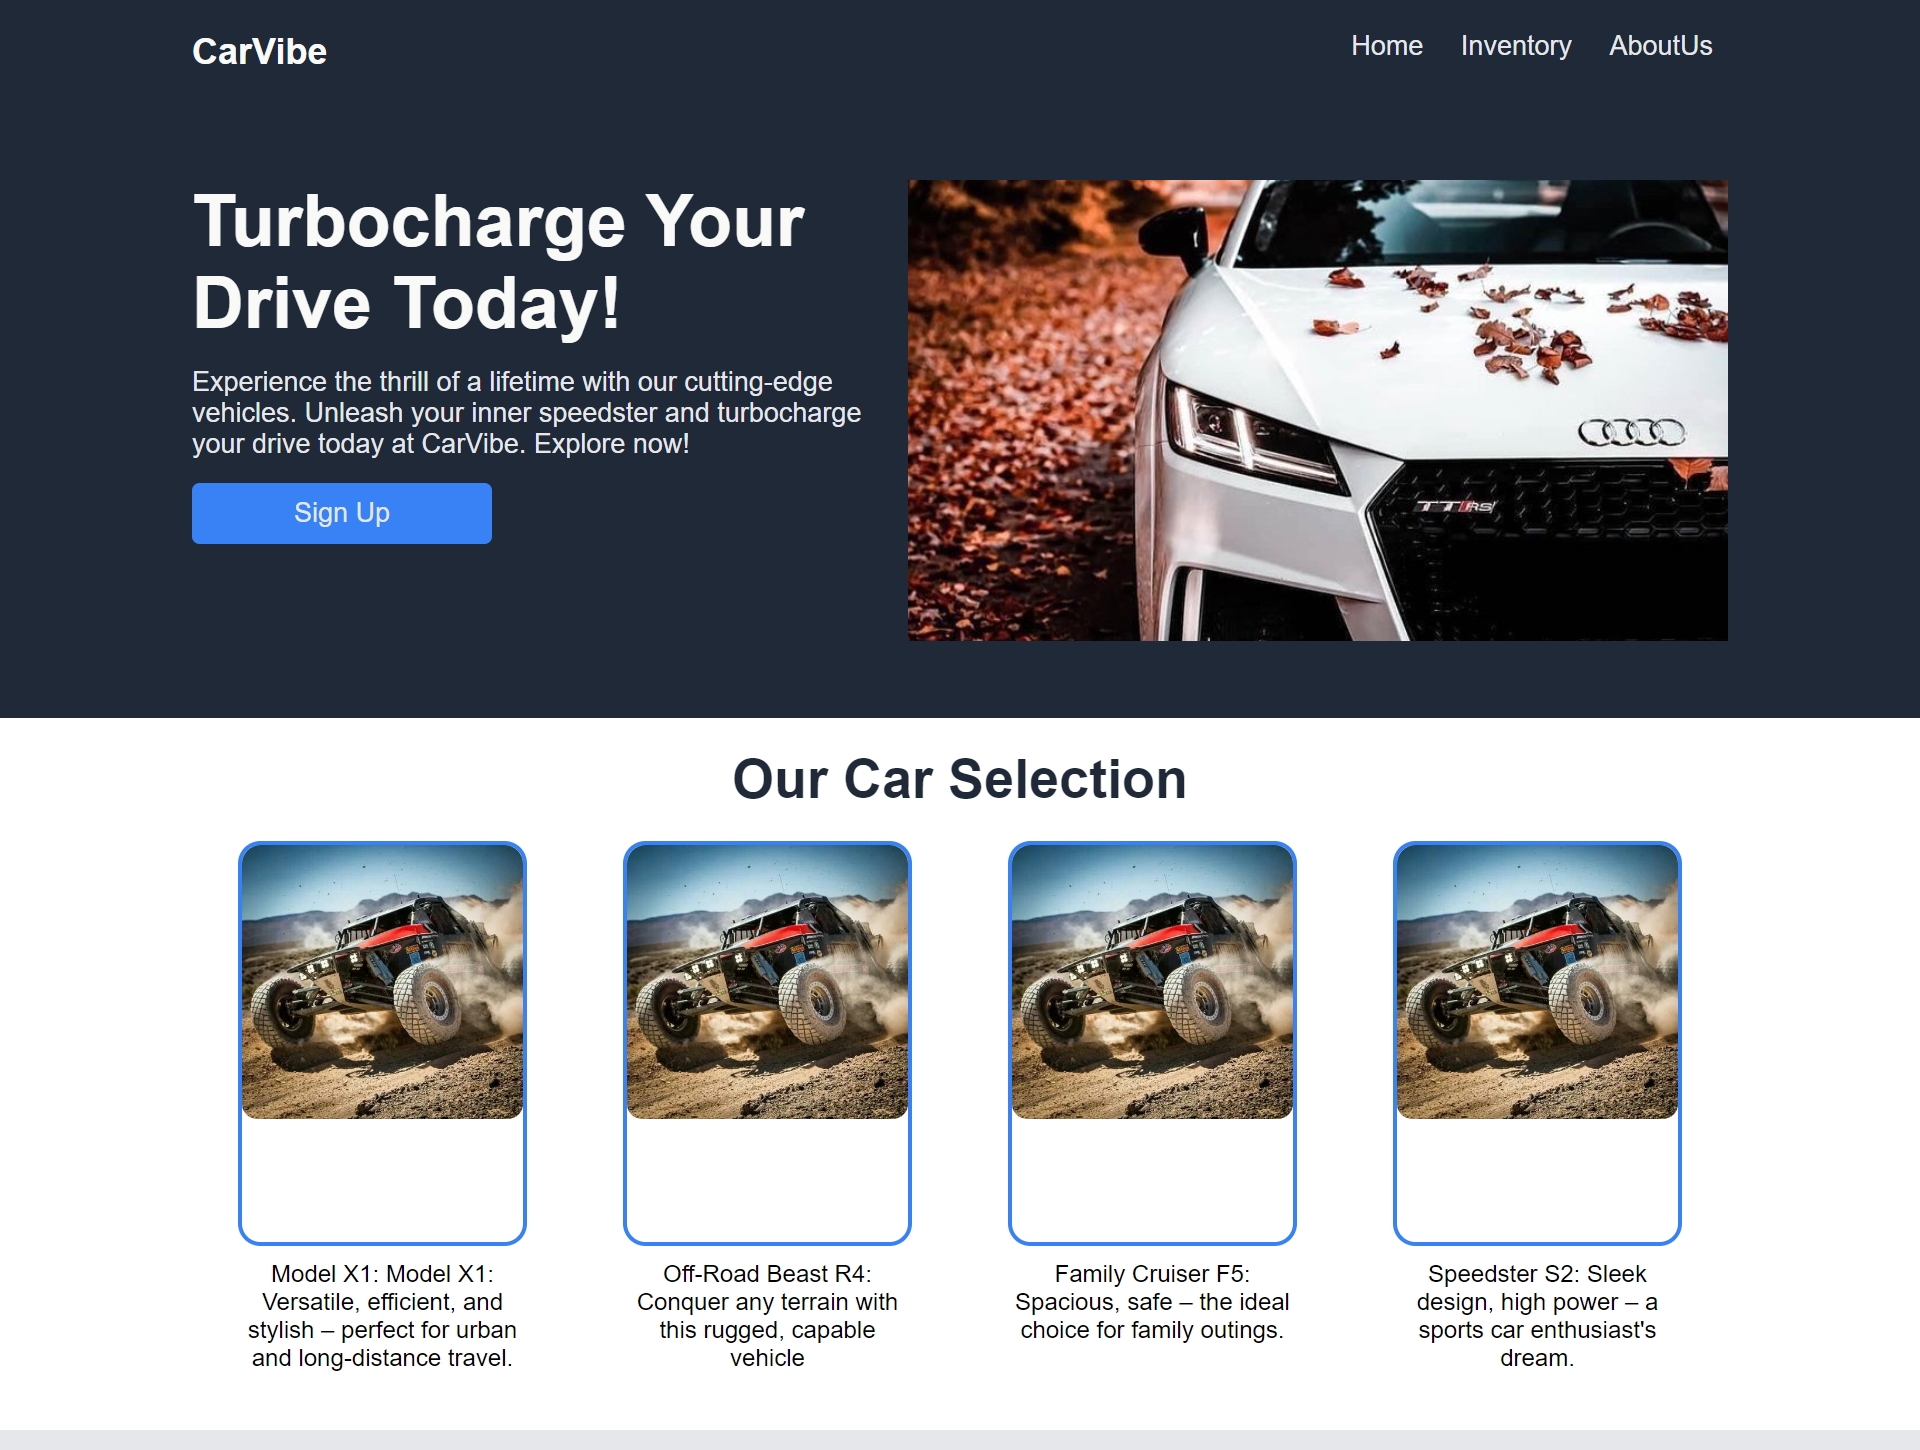 CarVibe
Home Inventory AboutUs
Turbocharge Your
Drive Today!
Experience the thrill of a lifetime with our cutting-edge
vehicles. Unleash your inner speedster and turbocharge
your drive today at CarVibe. Explore now!
Sign Up
TT RS
Our Car Selection
Model X1: Model X1:
Versatile, efficient, and
stylish – perfect for urban
and long-distance travel.
Off-Road Beast R4:
Conquer any terrain with
this rugged, capable
vehicle
Family Cruiser F5:
Spacious, safe – the ideal
choice for family outings.
Speedster S2: Sleek
design, high power – a
sports car enthusiast's
dream.